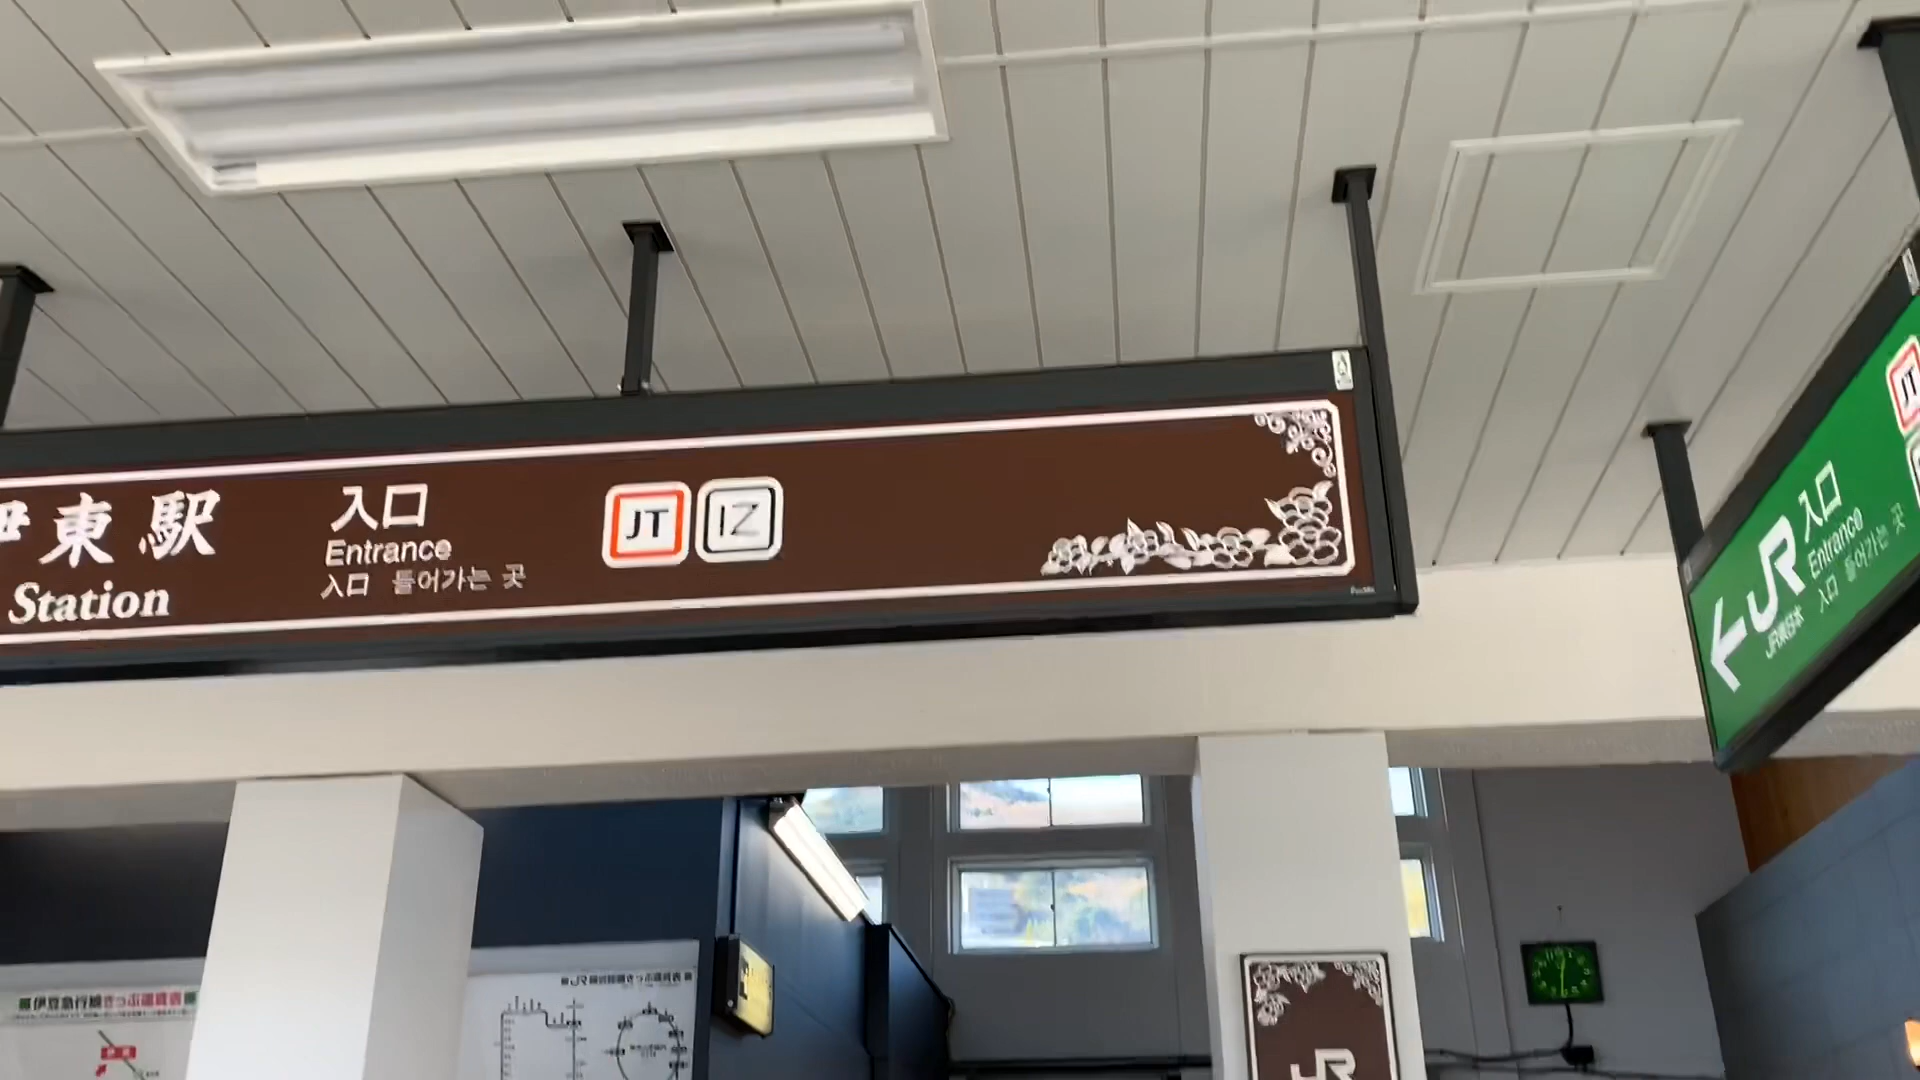 伊東駅
Station
入口
Entrance
入口 들어가는 곳
JT
IZ
JT
JR
入口
Entrance
JR東日本
入口 들어가는 곳
伊豆急行線きっぷ運賃表
JR